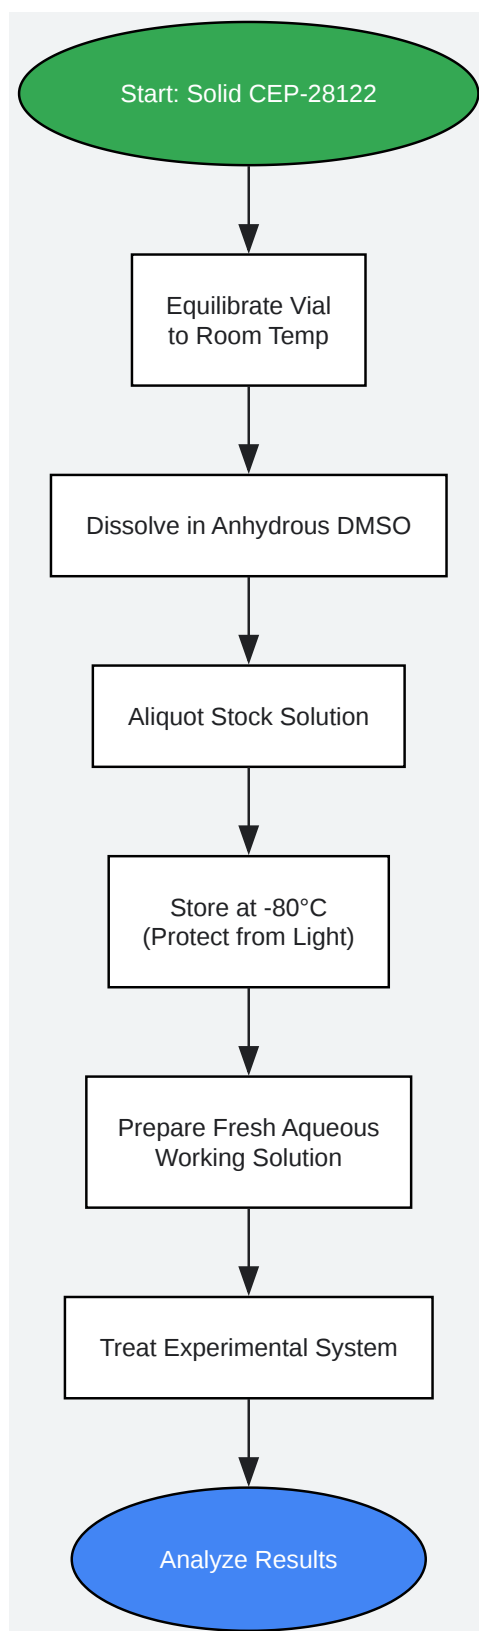 Start: Solid CEP-28122
Equilibrate Vial
to Room Temp
Dissolve in Anhydrous DMSO
Aliquot Stock Solution
Store at -80°C
(Protect from Light)
Prepare Fresh Aqueous
Working Solution
Treat Experimental System
Analyze Results